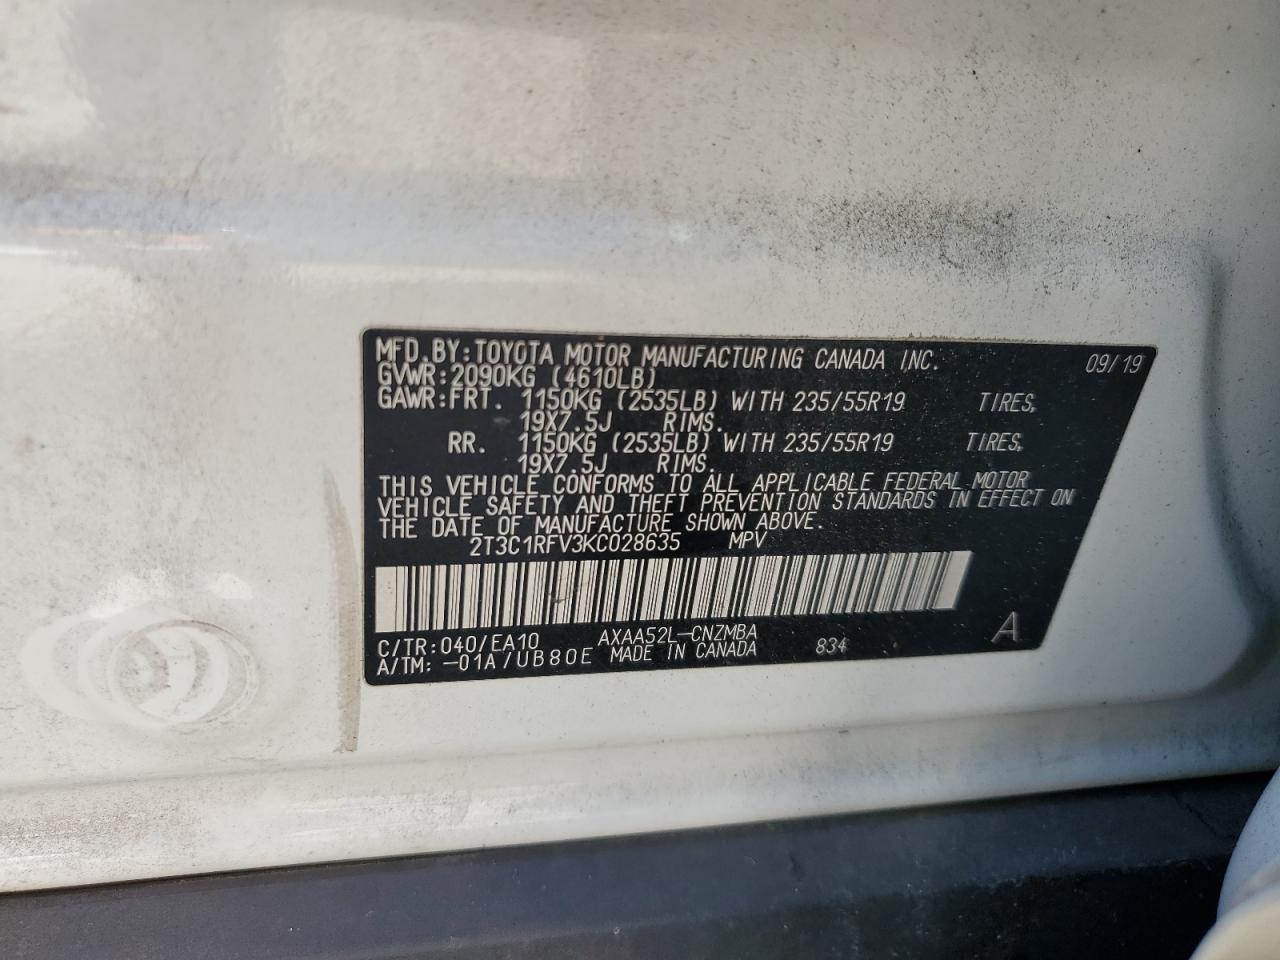 MFD.BY:TOYOTA MOTOR MANUFACTURING CANADA INC. 09/19
GVWR:2090KG (4610LB)
GAWR:FRT. 1150KG (2535LB) WITH 235/55R19 TIRES,
19X7.5J RIMS.
RR. 1150KG (2535LB) WITH 235/55R19 TIRES,
19X7.5J RIMS.
THIS VEHICLE CONFORMS TO ALL APPLICABLE FEDERAL MOTOR
VEHICLE SAFETY AND THEFT PREVENTION STANDARDS IN EFFECT ON
THE DATE OF MANUFACTURE SHOWN ABOVE.
2T3C1RFV3KC028635 MPV
C/TR:040/EA10 AXAA52L-CNZMBA 834 A
A/TM:-01A/UB80E MADE IN CANADA